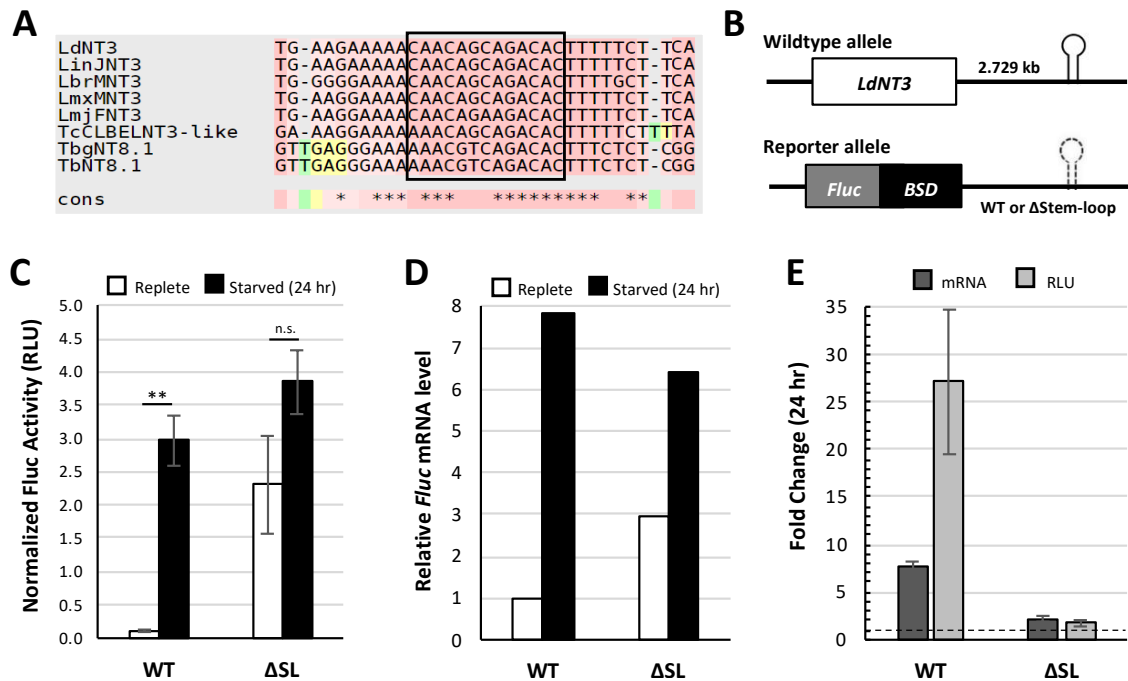 A
LdNT3 TG-AAGAAAAACAACAGCAGACACTTTTTCT-TCA
LinJNT3 TG-AAGAAAAACAACAGCAGACACTTTTTCT-TCA
LbrMNT3 TG-GGGGAAAACAACAGCAGACACTTTTGCT-TCA
LmxMNT3 TG-AAGGAAAACAACAGCAGACACTTTTTCT-TCA
LmjFNT3 TG-AAGAAAAACAACAGCAGACACTTTTTCT-TCA
TcCLBELNT3-like GA-AAGGAAAAAAACAGCAGACACTTTTTCTTTTA
TbgNT8.1 GTTGAGGGAAAAAACGTCAGACACTTTCTCT-CGG
TbNT8.1 GTTGAGGGAAAAAACGTCAGACACTTTCTCT-CGG
cons * *** *** ********* **
B
Wildtype allele
LdNT3
2.729 kb
Reporter allele
Fluc BSD
WT or ΔStem-loop
C
Replete Starved (24 hr)
Normalized Fluc Activity (RLU)
5.0
4.5
4.0
3.5
3.0
2.5
2.0
1.5
1.0
0.5
0.0
**
n.s.
WT ΔSL
D
Replete Starved (24 hr)
Relative Fluc mRNA level
8
7
6
5
4
3
2
1
0
WT ΔSL
E
mRNA RLU
Fold Change (24 hr)
35
30
25
20
15
10
5
0
WT ΔSL